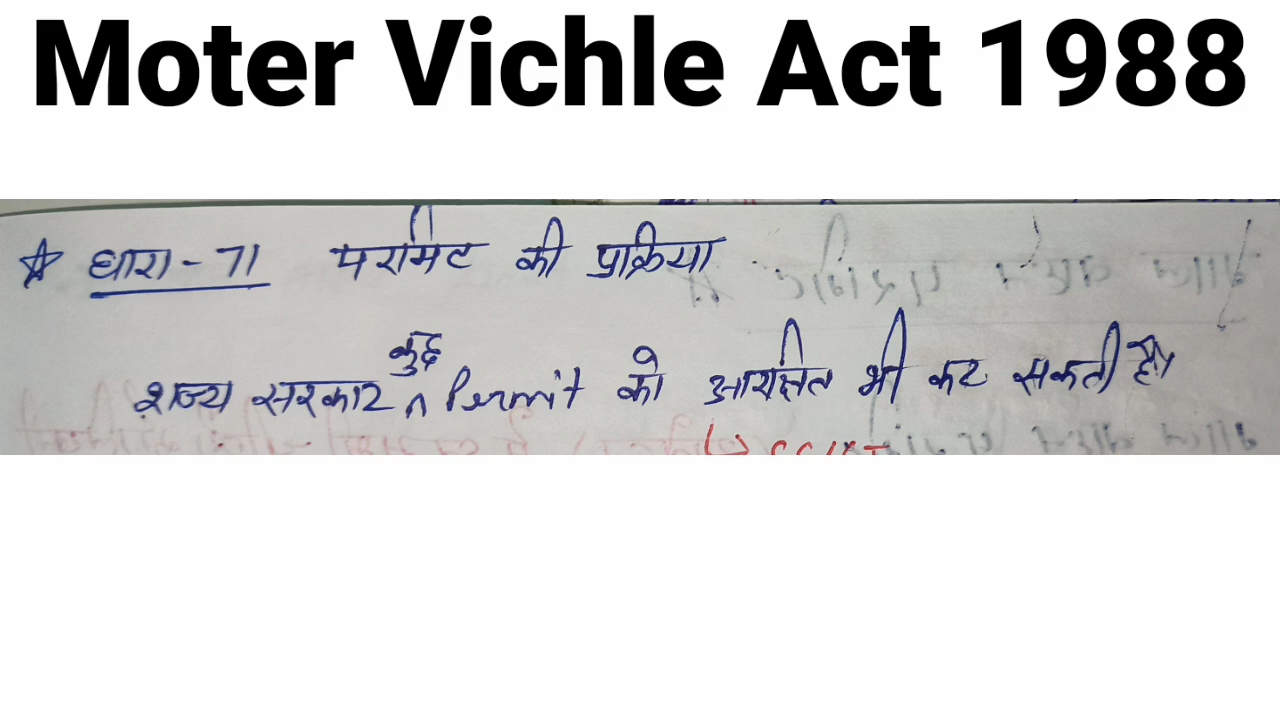 Moter Vichle Act 1988
☆ धारा - 71 परमिट की प्रक्रिया
राज्य सरकार कुछ Permit को आरक्षित भी कर सकती है।